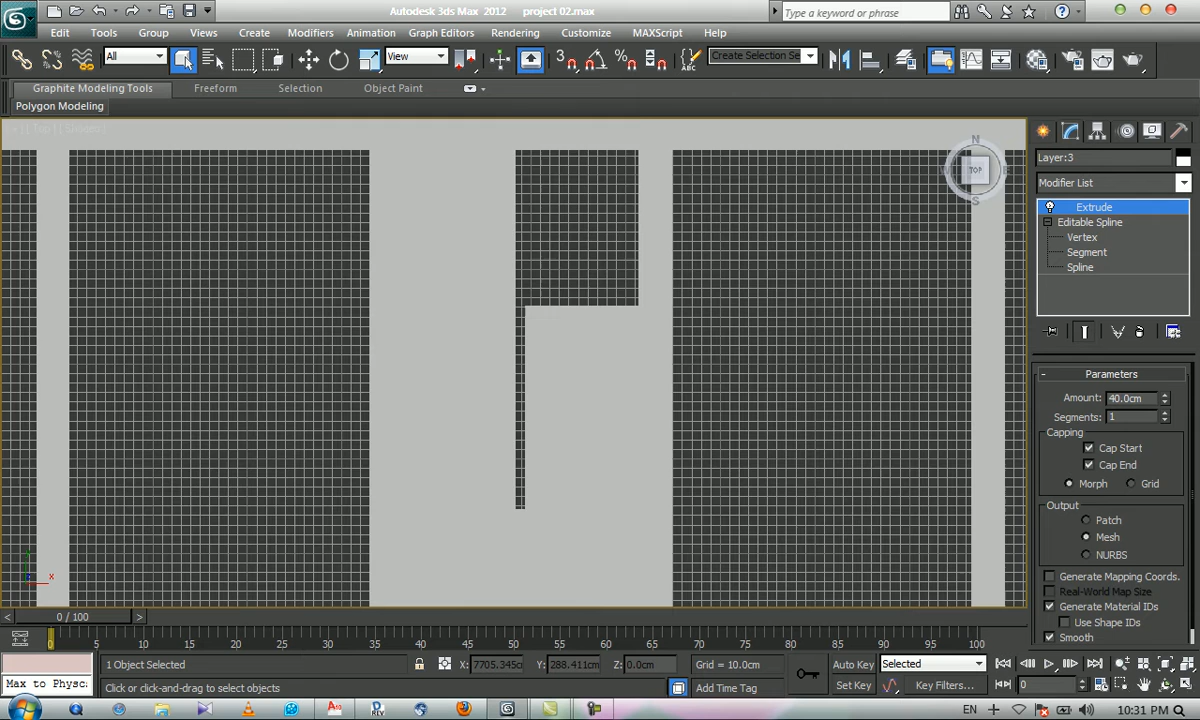 Autodesk 3ds Max 2012 project 02.max
Type a keyword or phrase
Edit Tools Group Views Create Modifiers Animation Graph Editors Rendering Customize MAXScript Help
All View Create Selection Se
Graphite Modeling Tools Freeform Selection Object Paint
Polygon Modeling
N
TOP
S
Layer:3
Modifier List
Extrude
Editable Spline
Vertex
Segment
Spline
Parameters
Amount: 40.0cm
Segments: 1
Capping
Cap Start
Cap End
Morph Grid
Output
Patch
Mesh
NURBS
Generate Mapping Coords.
Real-World Map Size
Generate Material IDs
Use Shape IDs
Smooth
x
< 0 / 100 >
0 5 10 15 20 25 30 35 40 45 50 55 60 65 70 75 80 85 90 95 100
1 Object Selected X: 7705.345cm Y: 288.411cm Z: 0.0cm Grid = 10.0cm Auto Key Selected
Max to Physc: Click or click-and-drag to select objects Add Time Tag Set Key Key Filters... 0
EN 10:31 PM